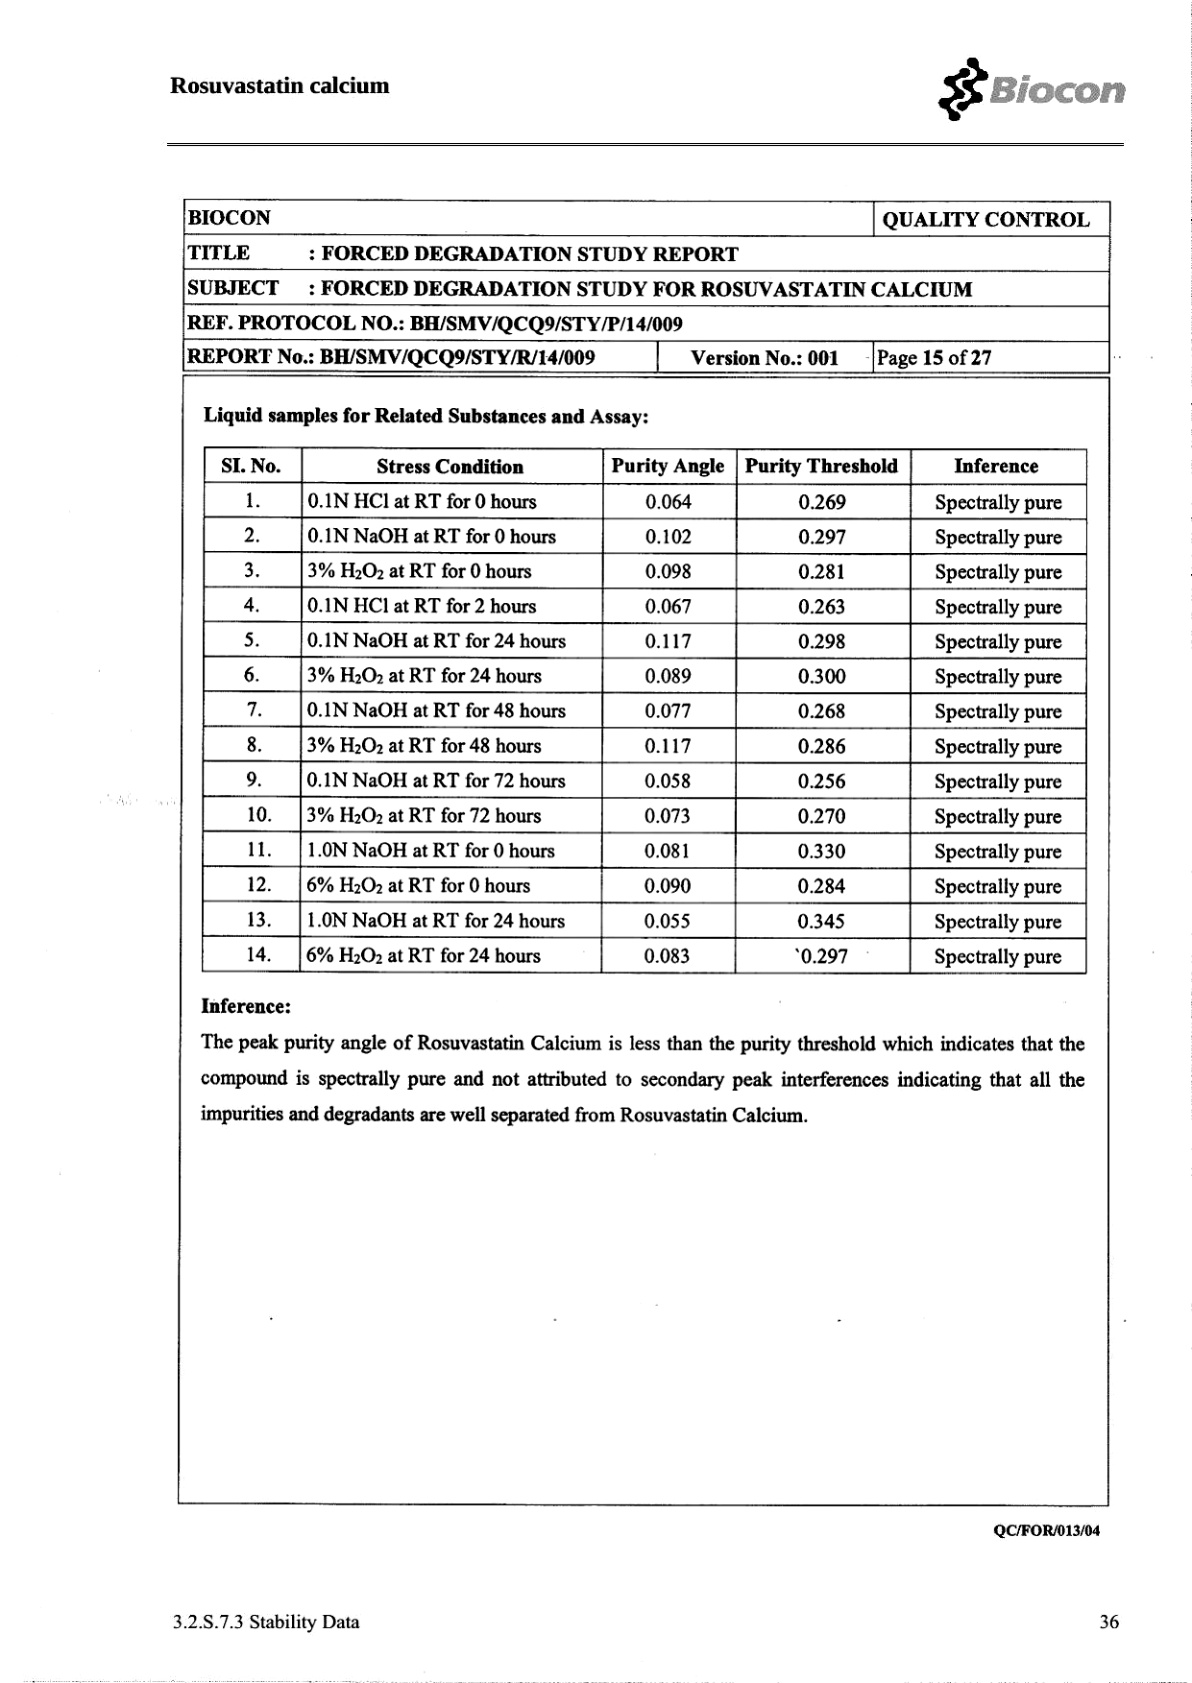 Rosuvastatin calcium
Biocon
BIOCON QUALITY CONTROL
TITLE : FORCED DEGRADATION STUDY REPORT
SUBJECT : FORCED DEGRADATION STUDY FOR ROSUVASTATIN CALCIUM
REF. PROTOCOL NO.: BH/SMV/QCQ9/STY/P/14/009
REPORT No.: BH/SMV/QCQ9/STY/R/14/009 Version No.: 001 Page 15 of 27
Liquid samples for Related Substances and Assay:
SI. No. Stress Condition Purity Angle Purity Threshold Inference
1. 0.1N HCl at RT for 0 hours 0.064 0.269 Spectrally pure
2. 0.1N NaOH at RT for 0 hours 0.102 0.297 Spectrally pure
3. 3% H₂O₂ at RT for 0 hours 0.098 0.281 Spectrally pure
4. 0.1N HCl at RT for 2 hours 0.067 0.263 Spectrally pure
5. 0.1N NaOH at RT for 24 hours 0.117 0.298 Spectrally pure
6. 3% H₂O₂ at RT for 24 hours 0.089 0.300 Spectrally pure
7. 0.1N NaOH at RT for 48 hours 0.077 0.268 Spectrally pure
8. 3% H₂O₂ at RT for 48 hours 0.117 0.286 Spectrally pure
9. 0.1N NaOH at RT for 72 hours 0.058 0.256 Spectrally pure
10. 3% H₂O₂ at RT for 72 hours 0.073 0.270 Spectrally pure
11. 1.0N NaOH at RT for 0 hours 0.081 0.330 Spectrally pure
12. 6% H₂O₂ at RT for 0 hours 0.090 0.284 Spectrally pure
13. 1.0N NaOH at RT for 24 hours 0.055 0.345 Spectrally pure
14. 6% H₂O₂ at RT for 24 hours 0.083 0.297 Spectrally pure
Inference:
The peak purity angle of Rosuvastatin Calcium is less than the purity threshold which indicates that the
compound is spectrally pure and not attributed to secondary peak interferences indicating that all the
impurities and degradants are well separated from Rosuvastatin Calcium.
QC/FOR/013/04
3.2.S.7.3 Stability Data 36